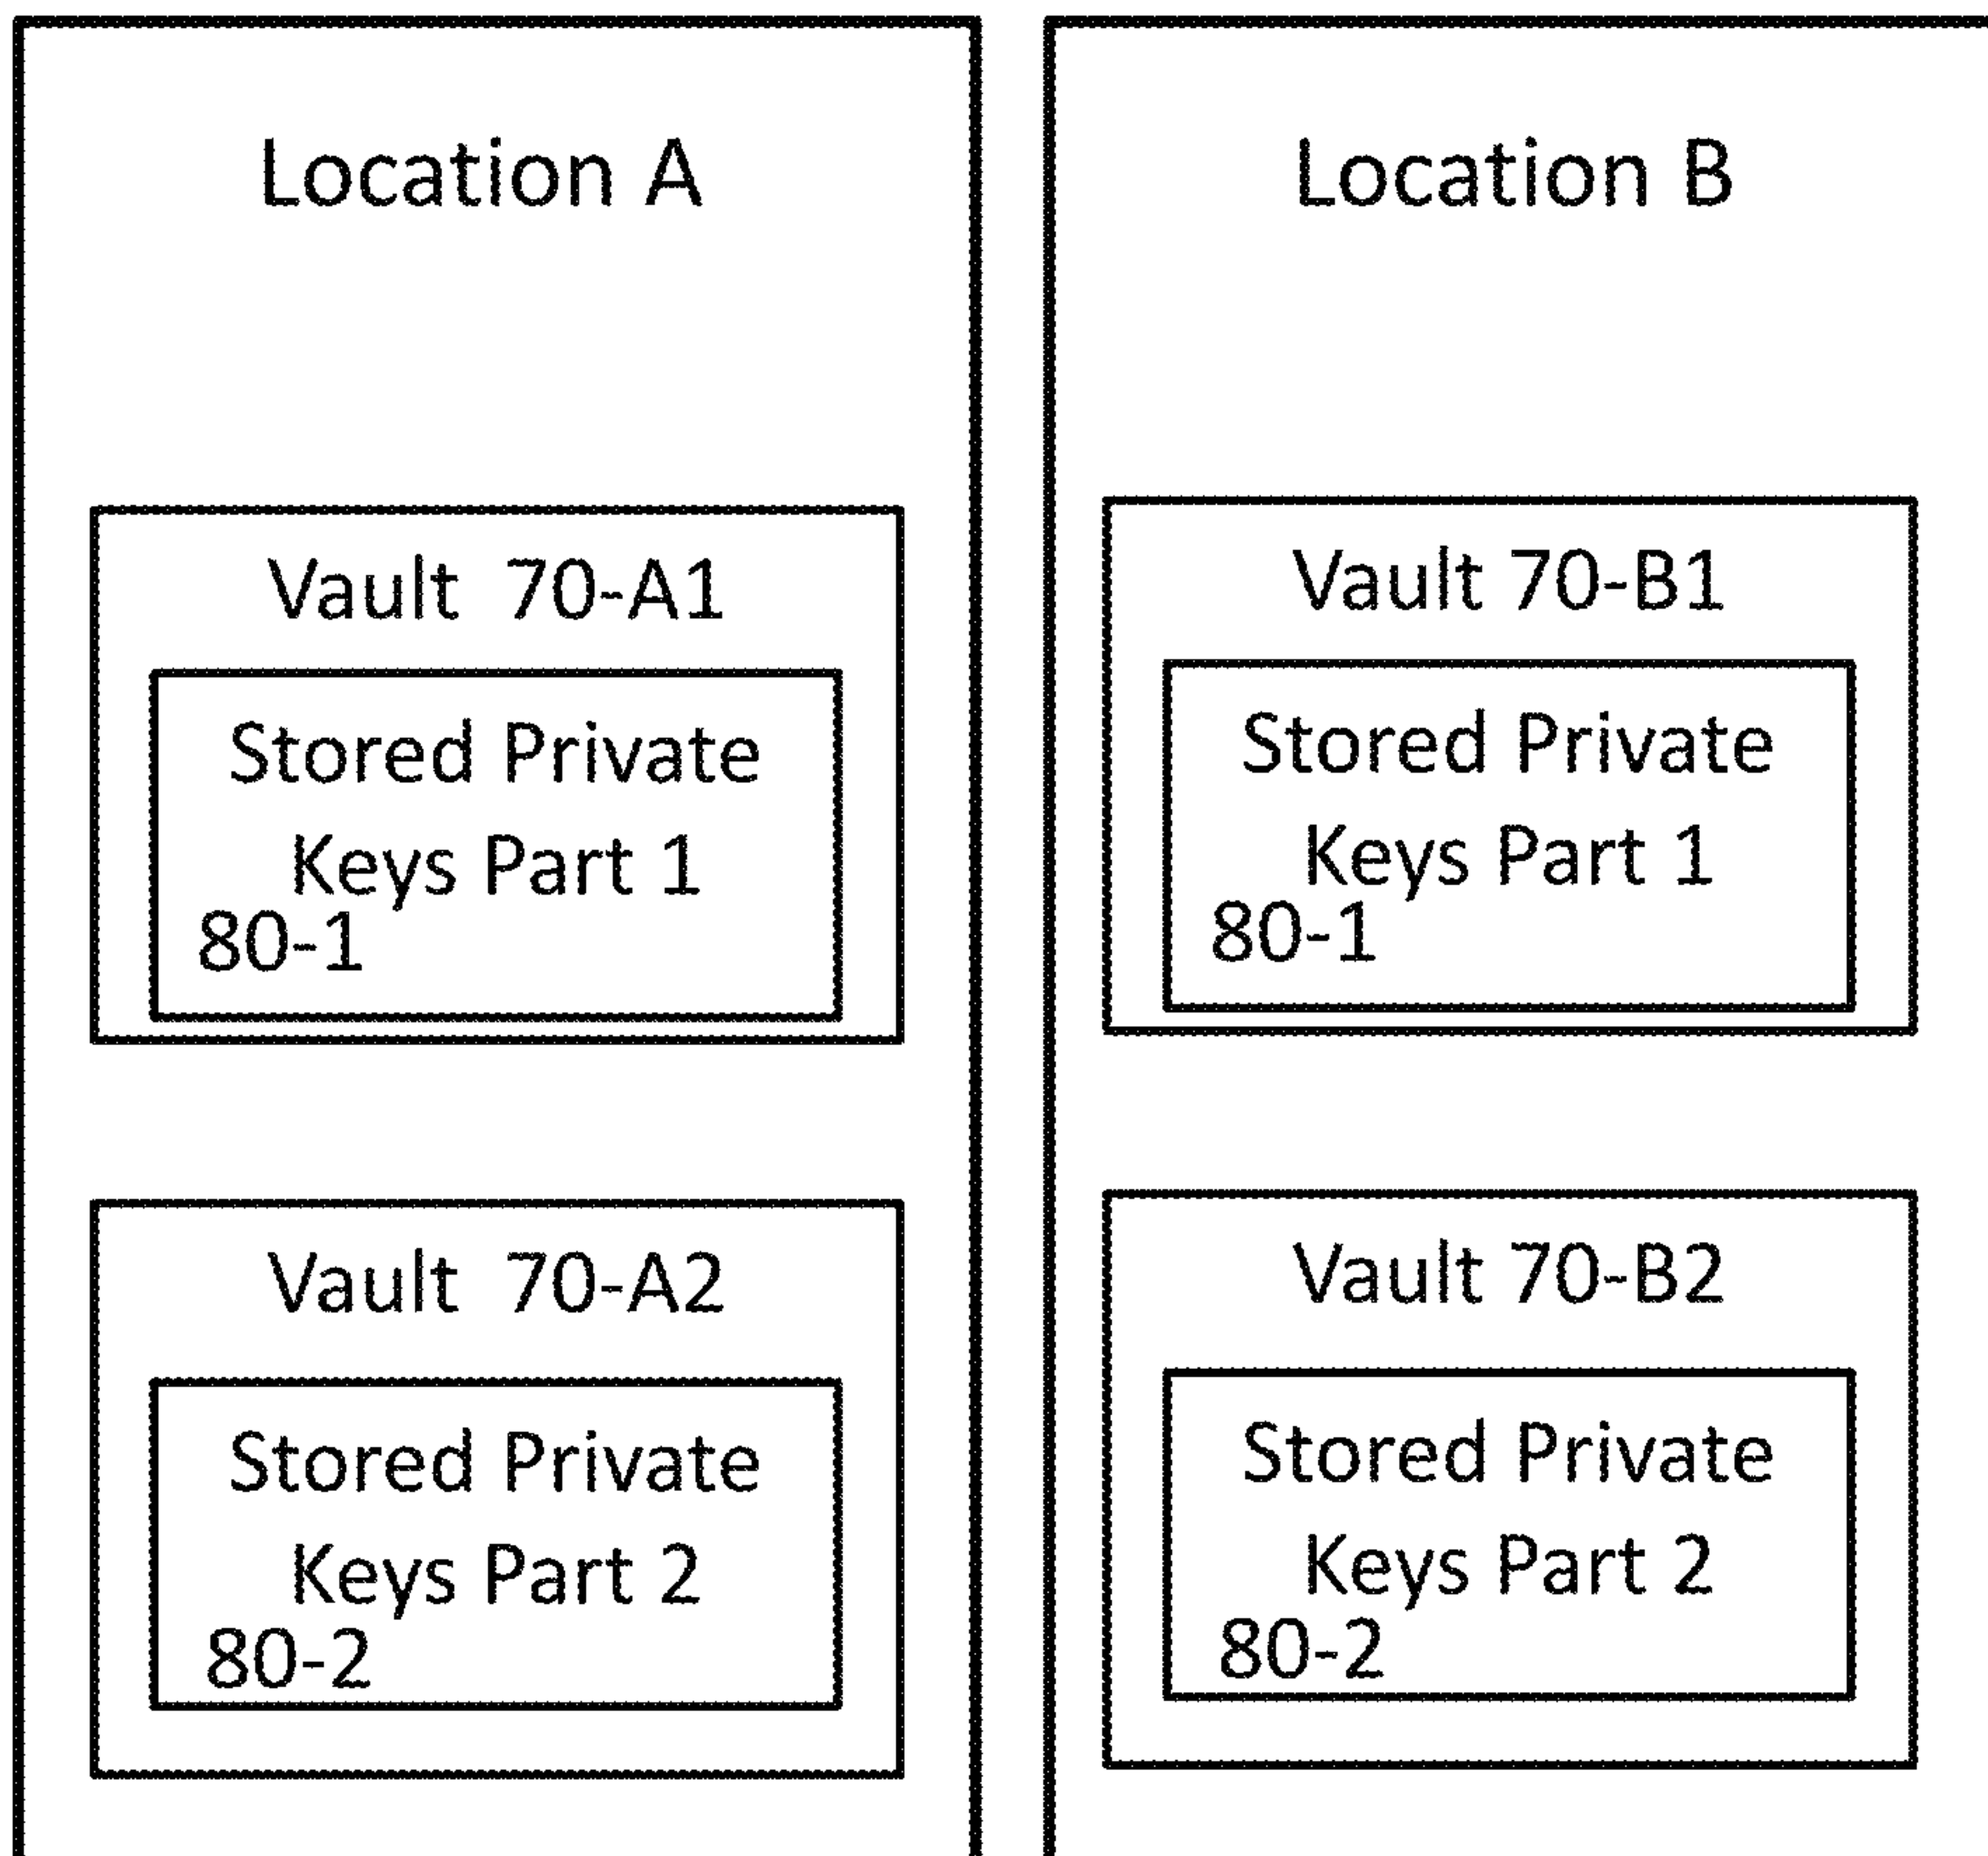 Location A
Vault 70-A1
Stored Private
Keys Part 1
80-1
Vault 70-A2
Stored Private
Keys Part 2
80-2
Location B
Vault 70-B1
Stored Private
Keys Part 1
80-1
Vault 70-B2
Stored Private
Keys Part 2
80-2